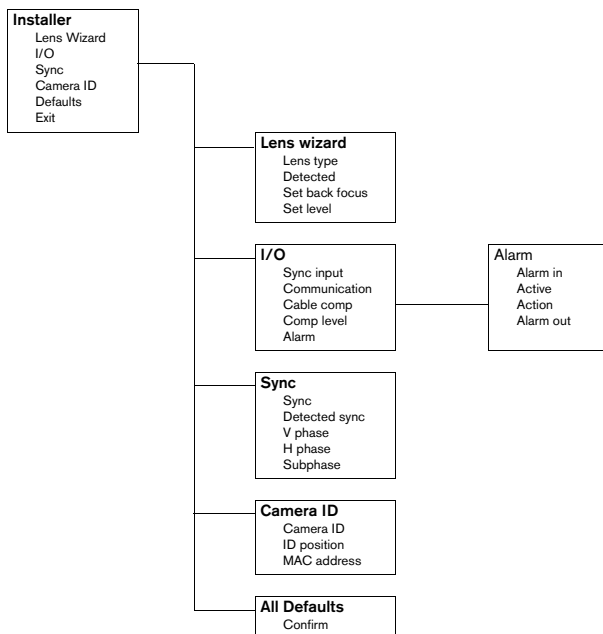 Installer
Lens Wizard
I/O
Sync
Camera ID
Defaults
Exit
Lens wizard
Lens type
Detected
Set back focus
Set level
I/O
Sync input
Communication
Cable comp
Comp level
Alarm
Alarm
Alarm in
Active
Action
Alarm out
Sync
Sync
Detected sync
V phase
H phase
Subphase
Camera ID
Camera ID
ID position
MAC address
All Defaults
Confirm